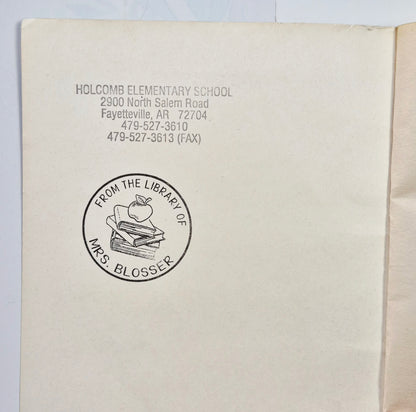 HOLCOMB ELEMENTARY SCHOOL
2900 North Salem Road
Fayetteville, AR 72704
479-527-3610
479-527-3613 (FAX)
FROM THE LIBRARY OF
MRS. BLOSSER